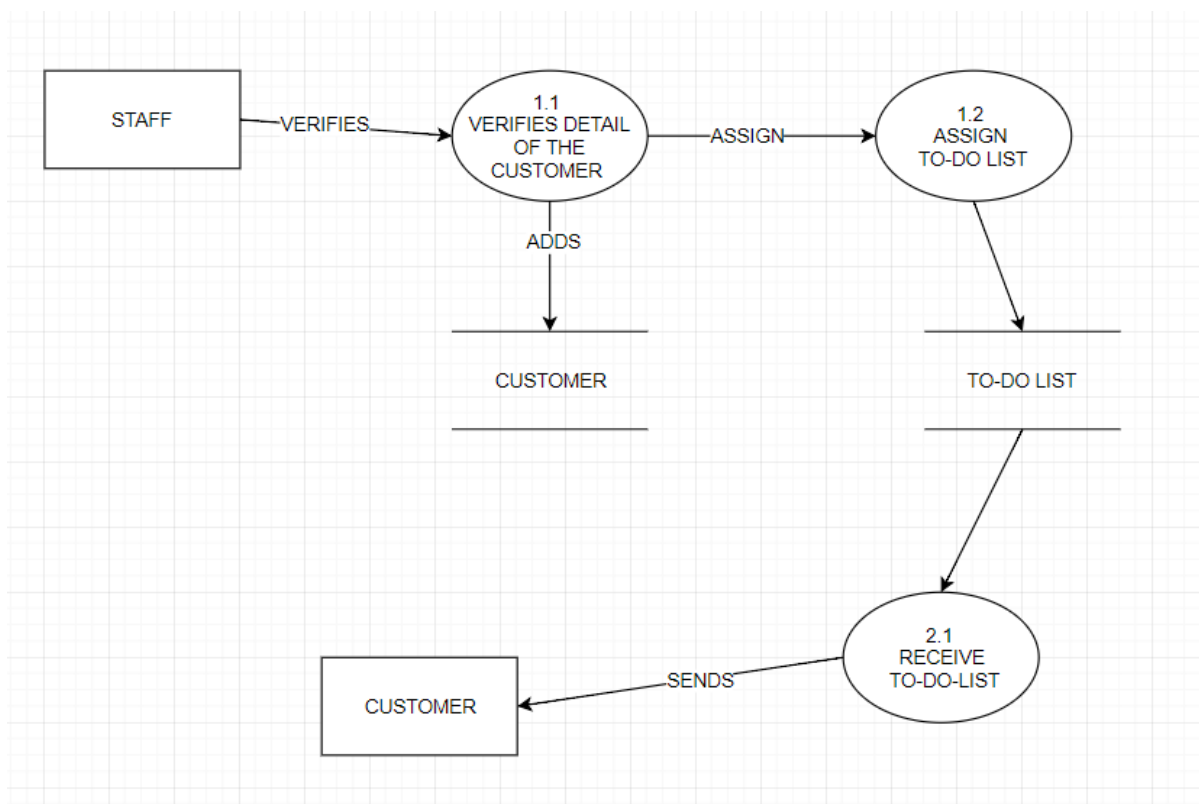 STAFF
VERIFIES
1.1
VERIFIES DETAIL
OF THE
CUSTOMER
ASSIGN
1.2
ASSIGN
TO-DO LIST
ADDS
CUSTOMER
TO-DO LIST
2.1
RECEIVE
TO-DO-LIST
SENDS
CUSTOMER